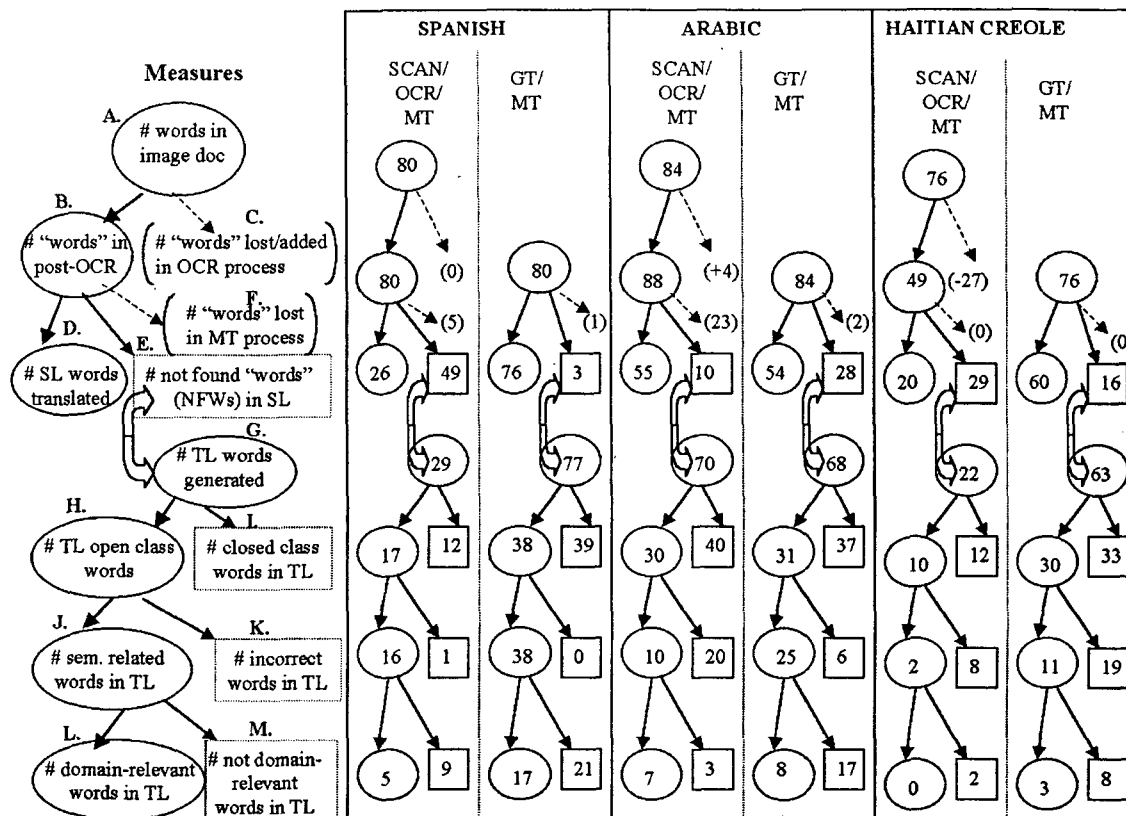 SPANISH ARABIC HAITIAN CREOLE
Measures
SCAN/
OCR/
MT
GT/
MT
SCAN/
OCR/
MT
GT/
MT
SCAN/
OCR/
MT
GT/
MT
A.
# words in
image doc
80 84 76
B.
# "words" in
post-OCR
C.
# "words" lost/added
in OCR process
80 (0) 80 88 (+4) 84 49 (-27) 76
F.
# "words" lost
in MT process
(5) (1) (23) (2) (0) (0
D.
# SL words
translated
E.
# not found "words"
(NFWs) in SL
26 49 76 3 55 10 54 28 20 29 60 16
G.
# TL words
generated
29 77 70 68 22 63
H.
# TL open class
words
I.
# closed class
words in TL
17 12 38 39 30 40 31 37 10 12 30 33
J.
# sem. related
words in TL
K.
# incorrect
words in TL
16 1 38 0 10 20 25 6 2 8 11 19
L.
# domain-relevant
words in TL
M.
# not domain-
relevant
words in TL
5 9 17 21 7 3 8 17 0 2 3 8